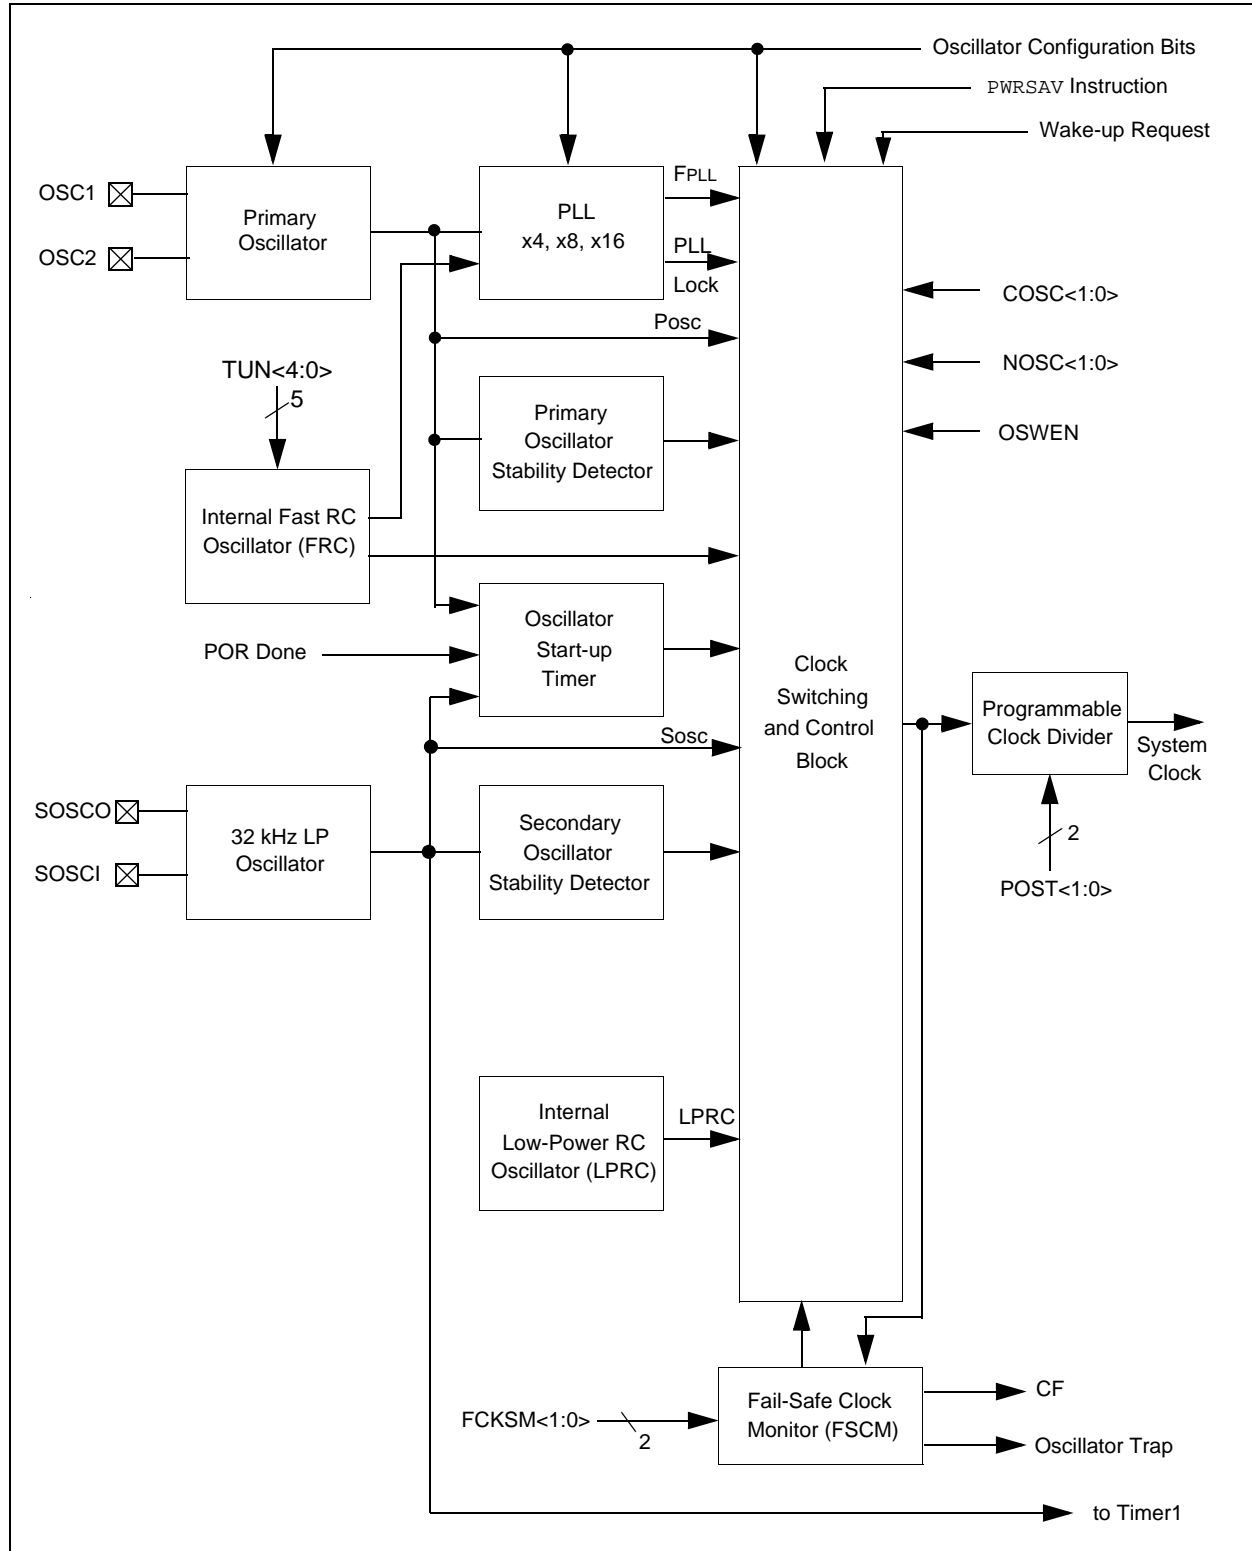 Oscillator Configuration Bits
PWRSAV Instruction
Wake-up Request
OSC1
OSC2
Primary
Oscillator
PLL
x4, x8, x16
FPLL
PLL
Lock
COSC<1:0>
Posc
NOSC<1:0>
TUN<4:0>
5
Primary
Oscillator
Stability Detector
OSWEN
Internal Fast RC
Oscillator (FRC)
Oscillator
Start-up
Timer
POR Done
Clock
Switching
and Control
Block
Programmable
Clock Divider
System
Clock
Sosc
SOSCO
SOSCI
32 kHz LP
Oscillator
Secondary
Oscillator
Stability Detector
2
POST<1:0>
Internal
Low-Power RC
Oscillator (LPRC)
LPRC
FCKSM<1:0>
2
Fail-Safe Clock
Monitor (FSCM)
CF
Oscillator Trap
to Timer1